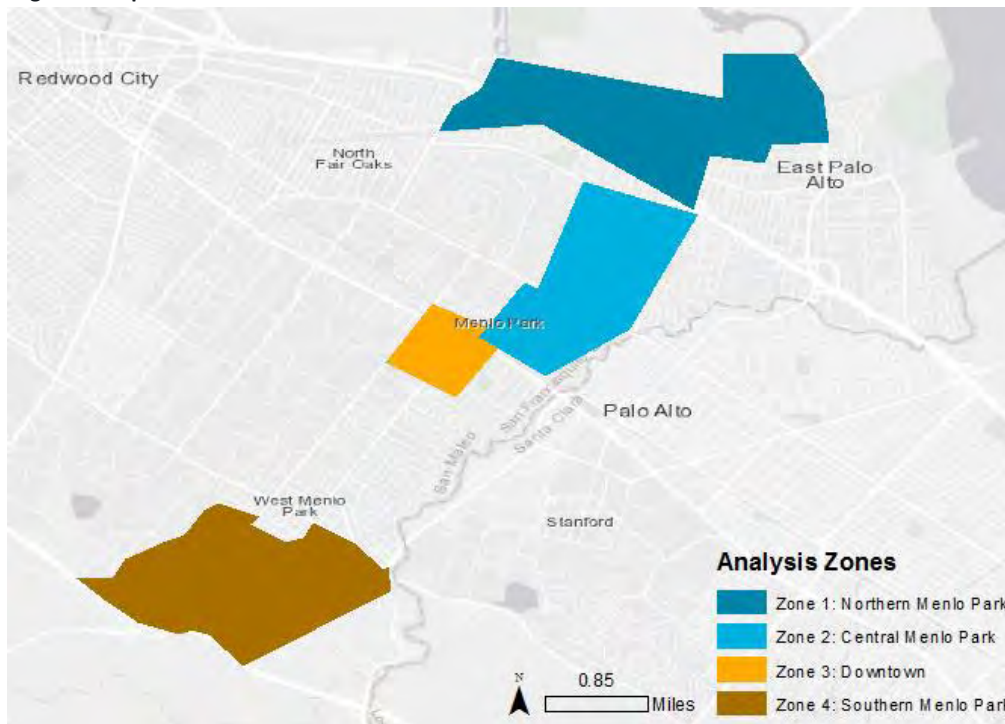 Redwood City
North
Fair Oaks
East Palo
Alto
Menlo Park
Palo Alto
San Mateo
Santa Clara
West Menlo
Park
Stanford
Analysis Zones
Zone 1: Northern Menlo Park
Zone 2: Central Menlo Park
Zone 3: Downtown
Zone 4: Southern Menlo Park
N
0.85
Miles